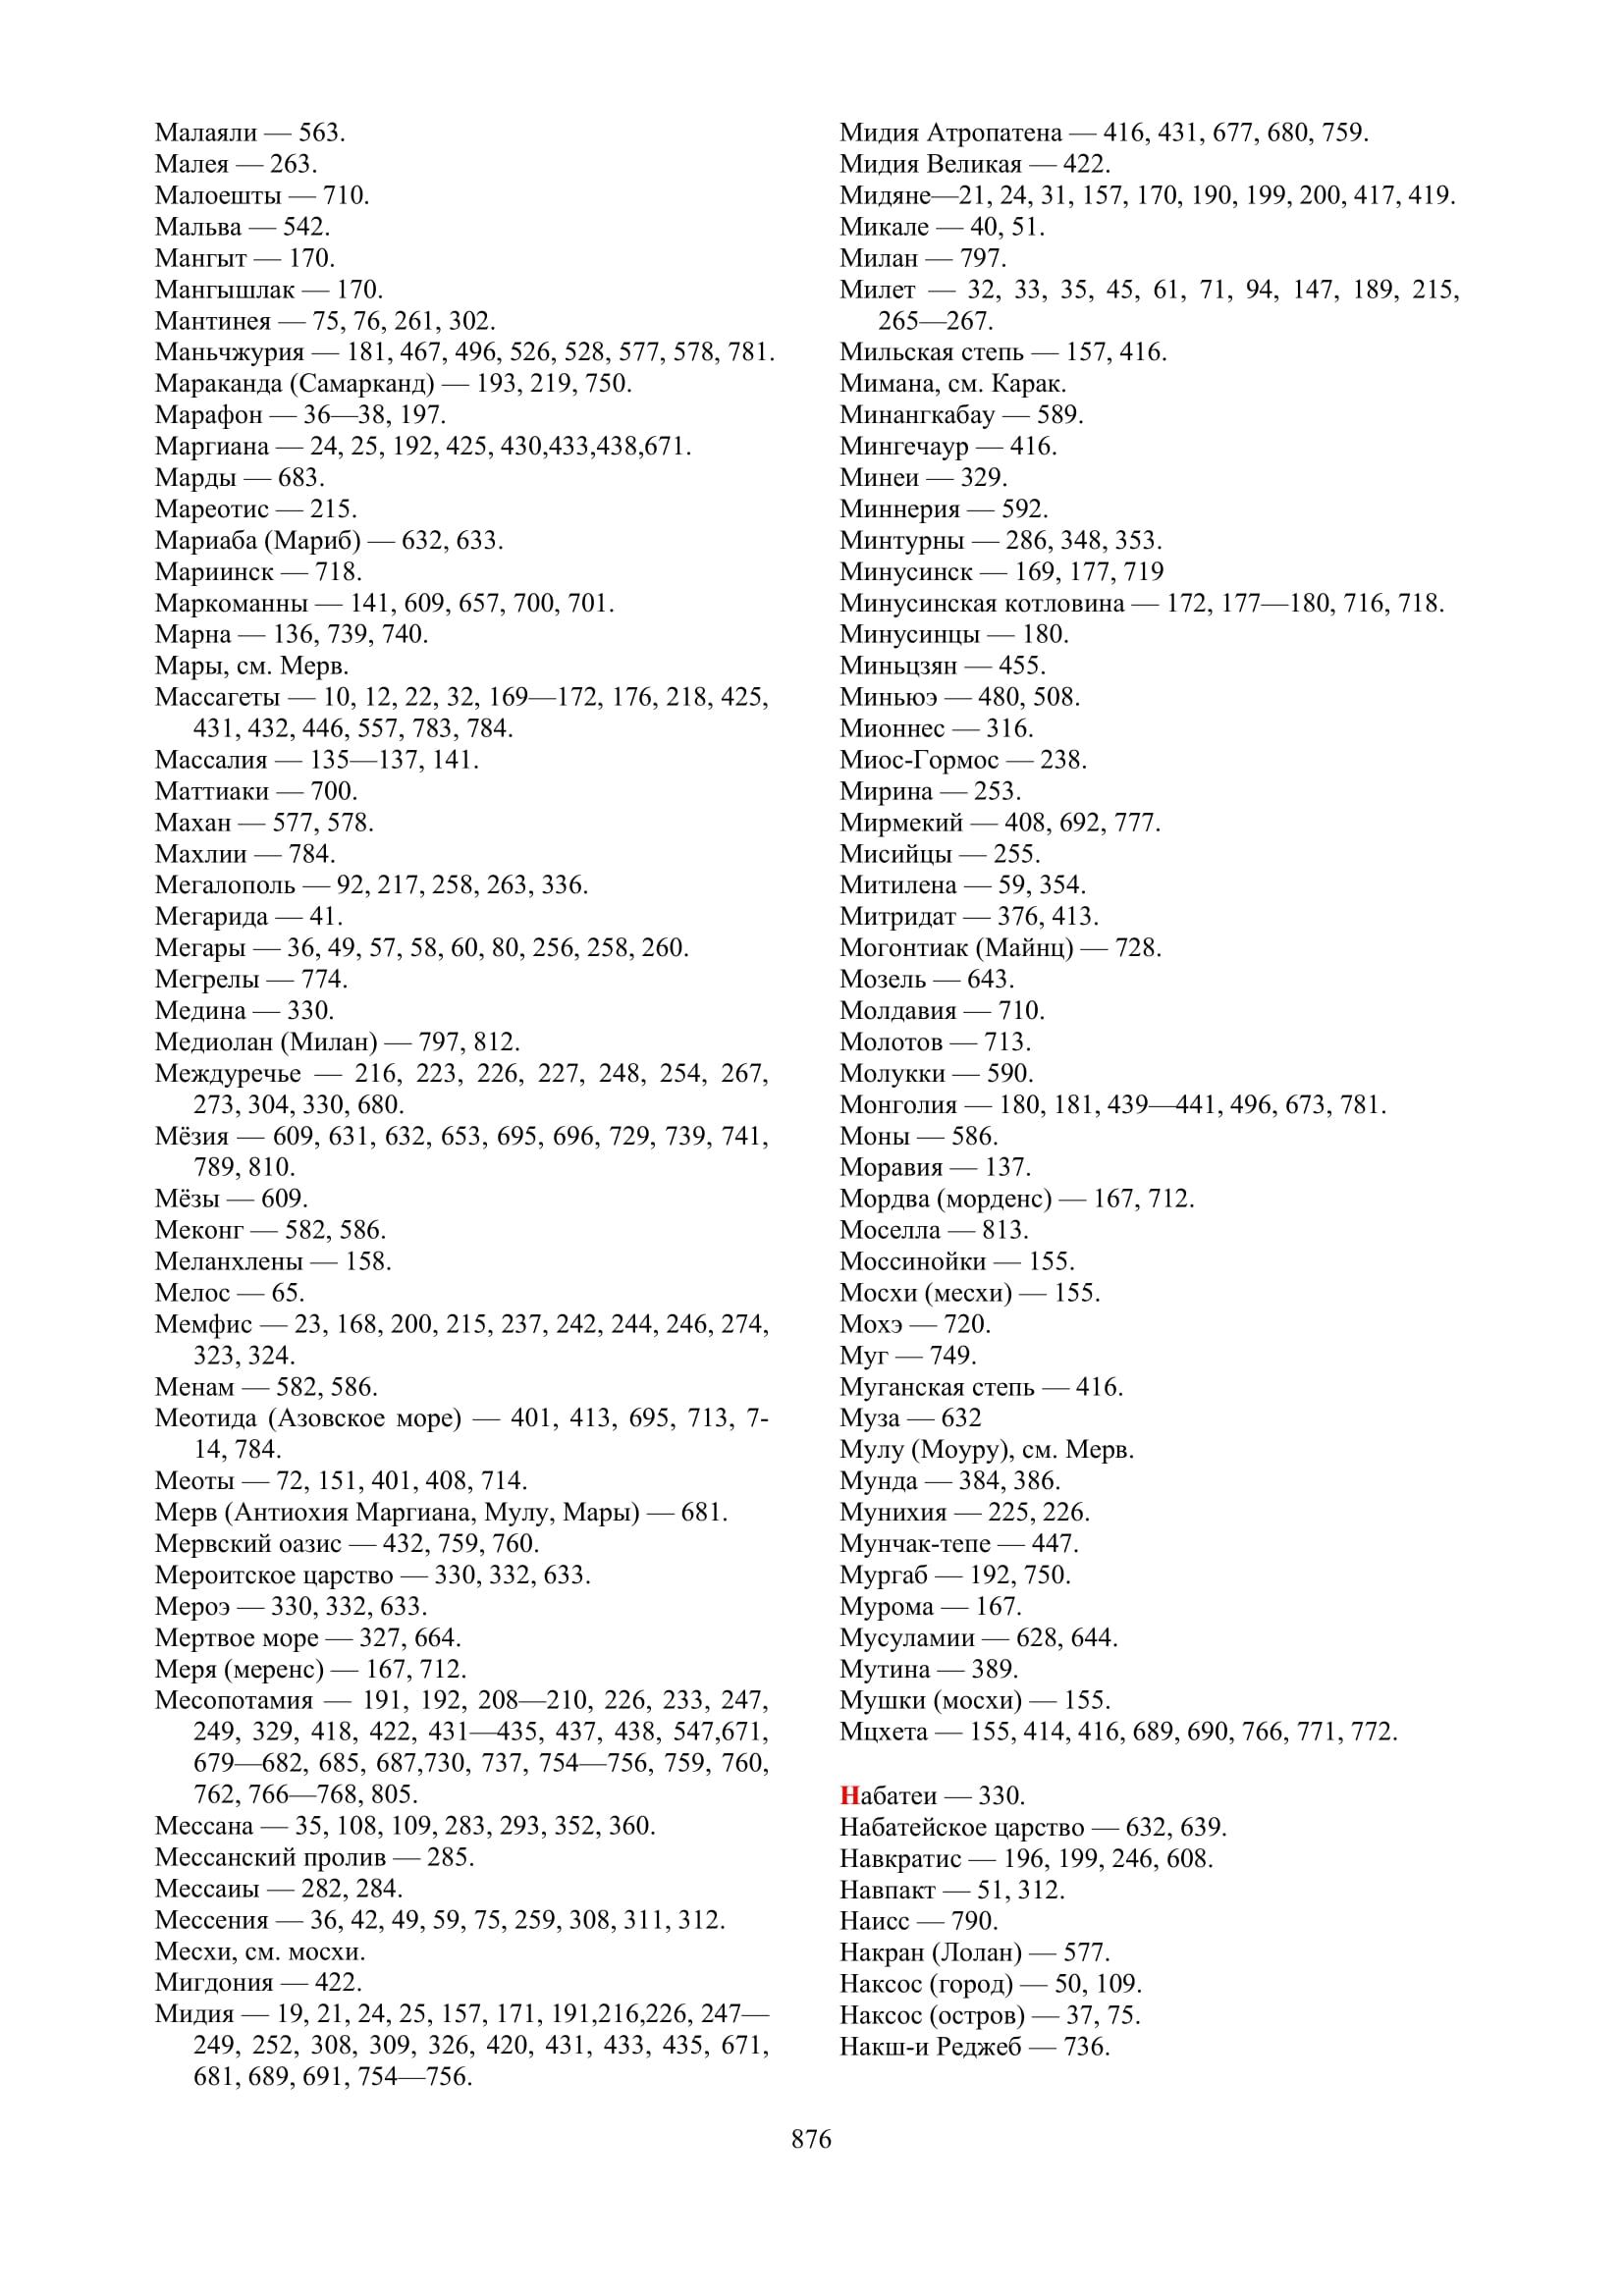 Малаяли — 563.
Малея — 263.
Малоешты — 710.
Мальва — 542.
Мангыт — 170.
Мангышлак — 170.
Мантинея — 75, 76, 261, 302.
Маньчжурия — 181, 467, 496, 526, 528, 577, 578, 781.
Мараканда (Самарканд) — 193, 219, 750.
Марафон — 36—38, 197.
Маргиана — 24, 25, 192, 425, 430,433,438,671.
Марды — 683.
Мареотис — 215.
Мариаба (Мариб) — 632, 633.
Мариинск — 718.
Маркоманны — 141, 609, 657, 700, 701.
Марна — 136, 739, 740.
Мары, см. Мерв.
Массагеты — 10, 12, 22, 32, 169—172, 176, 218, 425,
431, 432, 446, 557, 783, 784.
Массалия — 135—137, 141.
Маттиаки — 700.
Махан — 577, 578.
Махлии — 784.
Мегалополь — 92, 217, 258, 263, 336.
Мегарида — 41.
Мегары — 36, 49, 57, 58, 60, 80, 256, 258, 260.
Мегрелы — 774.
Медина — 330.
Медиолан (Милан) — 797, 812.
Междуречье — 216, 223, 226, 227, 248, 254, 267,
273, 304, 330, 680.
Мёзия — 609, 631, 632, 653, 695, 696, 729, 739, 741,
789, 810.
Мёзы — 609.
Меконг — 582, 586.
Меланхлены — 158.
Мелос — 65.
Мемфис — 23, 168, 200, 215, 237, 242, 244, 246, 274,
323, 324.
Менам — 582, 586.
Меотида (Азовское море) — 401, 413, 695, 713, 7-
14, 784.
Меоты — 72, 151, 401, 408, 714.
Мерв (Антиохия Маргиана, Мулу, Мары) — 681.
Мервский оазис — 432, 759, 760.
Мероитское царство — 330, 332, 633.
Мероэ — 330, 332, 633.
Мертвое море — 327, 664.
Меря (меренс) — 167, 712.
Месопотамия — 191, 192, 208—210, 226, 233, 247,
249, 329, 418, 422, 431—435, 437, 438, 547,671,
679—682, 685, 687,730, 737, 754—756, 759, 760,
762, 766—768, 805.
Мессана — 35, 108, 109, 283, 293, 352, 360.
Мессанский пролив — 285.
Мессаиы — 282, 284.
Мессения — 36, 42, 49, 59, 75, 259, 308, 311, 312.
Месхи, см. мосхи.
Мигдония — 422.
Мидия — 19, 21, 24, 25, 157, 171, 191,216,226, 247—
249, 252, 308, 309, 326, 420, 431, 433, 435, 671,
681, 689, 691, 754—756.
Мидия Атропатена — 416, 431, 677, 680, 759.
Мидия Великая — 422.
Мидяне—21, 24, 31, 157, 170, 190, 199, 200, 417, 419.
Микале — 40, 51.
Милан — 797.
Милет — 32, 33, 35, 45, 61, 71, 94, 147, 189, 215,
265—267.
Мильская степь — 157, 416.
Мимана, см. Карак.
Минангкабау — 589.
Мингечаур — 416.
Минеи — 329.
Миннерия — 592.
Минтурны — 286, 348, 353.
Минусинск — 169, 177, 719
Минусинская котловина — 172, 177—180, 716, 718.
Минусинцы — 180.
Миньцзян — 455.
Миньюэ — 480, 508.
Мионнес — 316.
Миос-Гормос — 238.
Мирина — 253.
Мирмекий — 408, 692, 777.
Мисийцы — 255.
Митилена — 59, 354.
Митридат — 376, 413.
Могонтиак (Майнц) — 728.
Мозель — 643.
Молдавия — 710.
Молотов — 713.
Молукки — 590.
Монголия — 180, 181, 439—441, 496, 673, 781.
Моны — 586.
Моравия — 137.
Мордва (морденс) — 167, 712.
Моселла — 813.
Моссинойки — 155.
Мосхи (месхи) — 155.
Мохэ — 720.
Муг — 749.
Муганская степь — 416.
Муза — 632
Мулу (Моуру), см. Мерв.
Мунда — 384, 386.
Мунихия — 225, 226.
Мунчак-тепе — 447.
Мургаб — 192, 750.
Мурома — 167.
Мусуламии — 628, 644.
Мутина — 389.
Мушки (мосхи) — 155.
Мцхета — 155, 414, 416, 689, 690, 766, 771, 772.
Набатеи — 330.
Набатейское царство — 632, 639.
Навкратис — 196, 199, 246, 608.
Навпакт — 51, 312.
Наисс — 790.
Накран (Лолан) — 577.
Наксос (город) — 50, 109.
Наксос (остров) — 37, 75.
Накш-и Реджеб — 736.
876